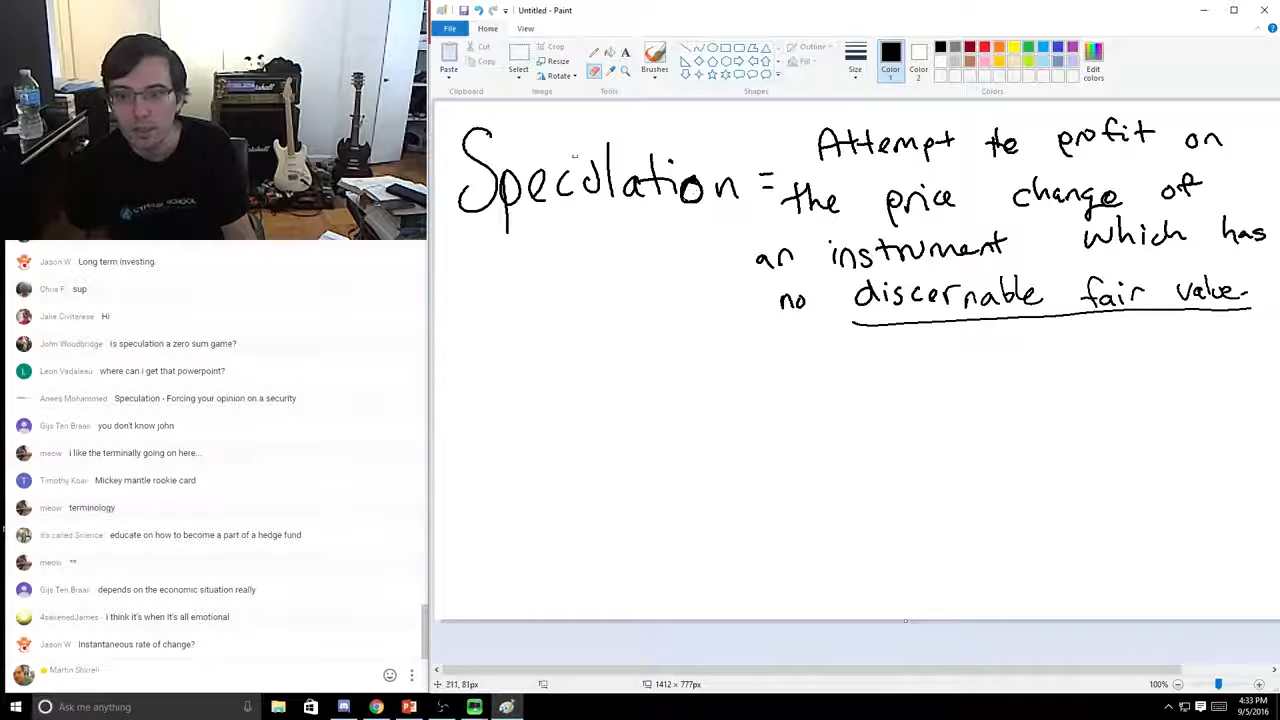 Untitled - Paint
File
Home
View
Paste
Cut
Copy
Clipboard
Select
Crop
Resize
Rotate
Image
Tools
Brushes
Outline
Fill
Shapes
Size
Color 1
Color 2
Edit colors
Colors
Speculation =
Attempt to profit on
the price change of
an instrument which has
no discernable fair value.
Marshall
Marshall
SCHOOL
Jason W Long term investing.
Chris F sup
Jake Civitarese Hi
John Woodbridge is speculation a zero sum game?
Leon Vadaleau where can i get that powerpoint?
Anees Mohammed Speculation - Forcing your opinion on a security
Gijs Ten Braak you don't know john
meow i like the terminally going on here...
Timothy Koar Mickey mantle rookie card
meow terminology
it's called Science educate on how to become a part of a hedge fund
meow **
Gijs Ten Braak depends on the economic situation really
i think it's when it's all emotional
Jason W Instantaneous rate of change?
Martin Shkreli
311, 81px
1412 × 777px
100%
Ask me anything
4:33 PM
9/5/2016